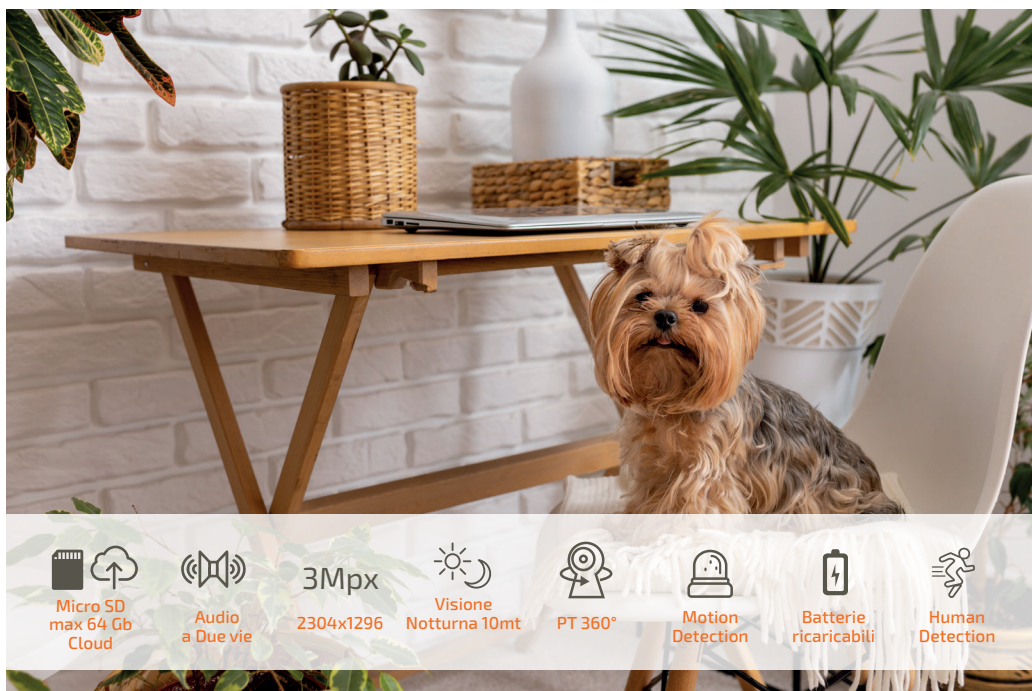 Micro SD
max 64 Gb
Cloud
Audio
a Due vie
3Mpx
2304x1296
Visione
Notturna 10mt
PT 360°
Motion
Detection
Batterie
ricaricabili
Human
Detection